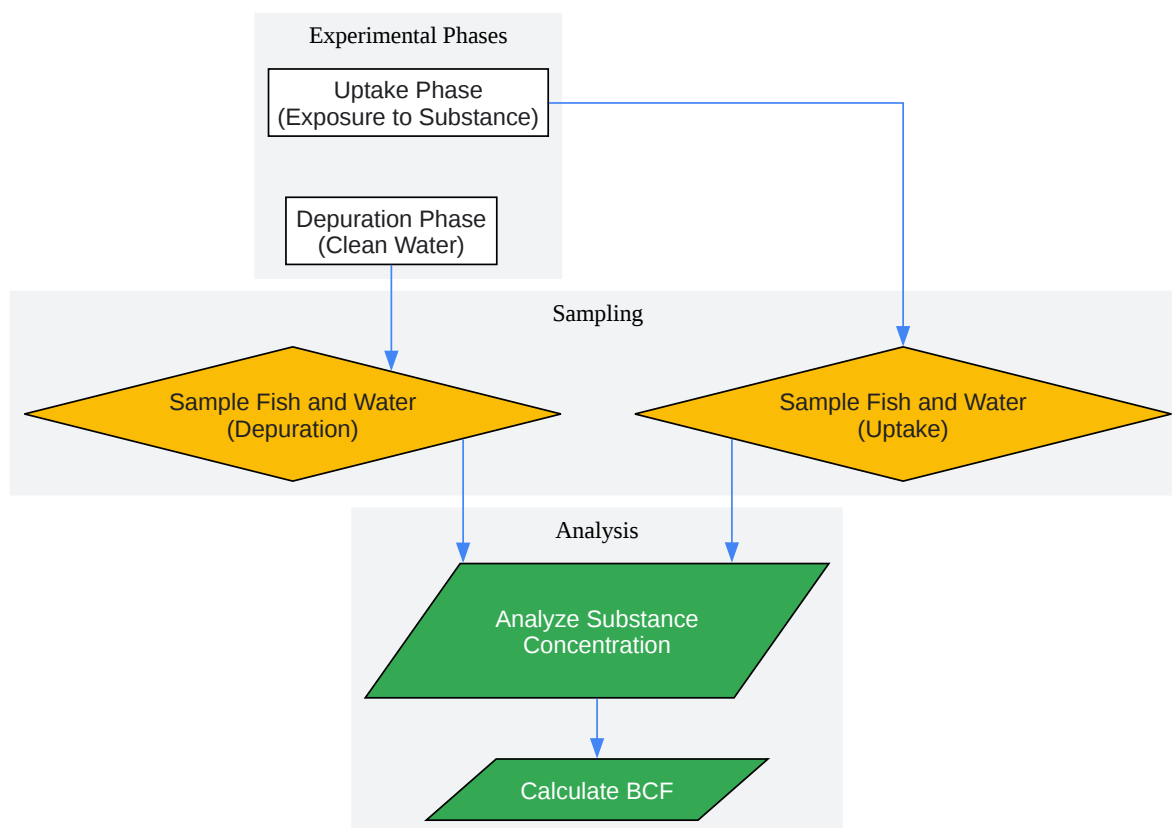 Experimental Phases
Uptake Phase
(Exposure to Substance)
Depuration Phase
(Clean Water)
Sampling
Sample Fish and Water
(Depuration)
Sample Fish and Water
(Uptake)
Analysis
Analyze Substance
Concentration
Calculate BCF